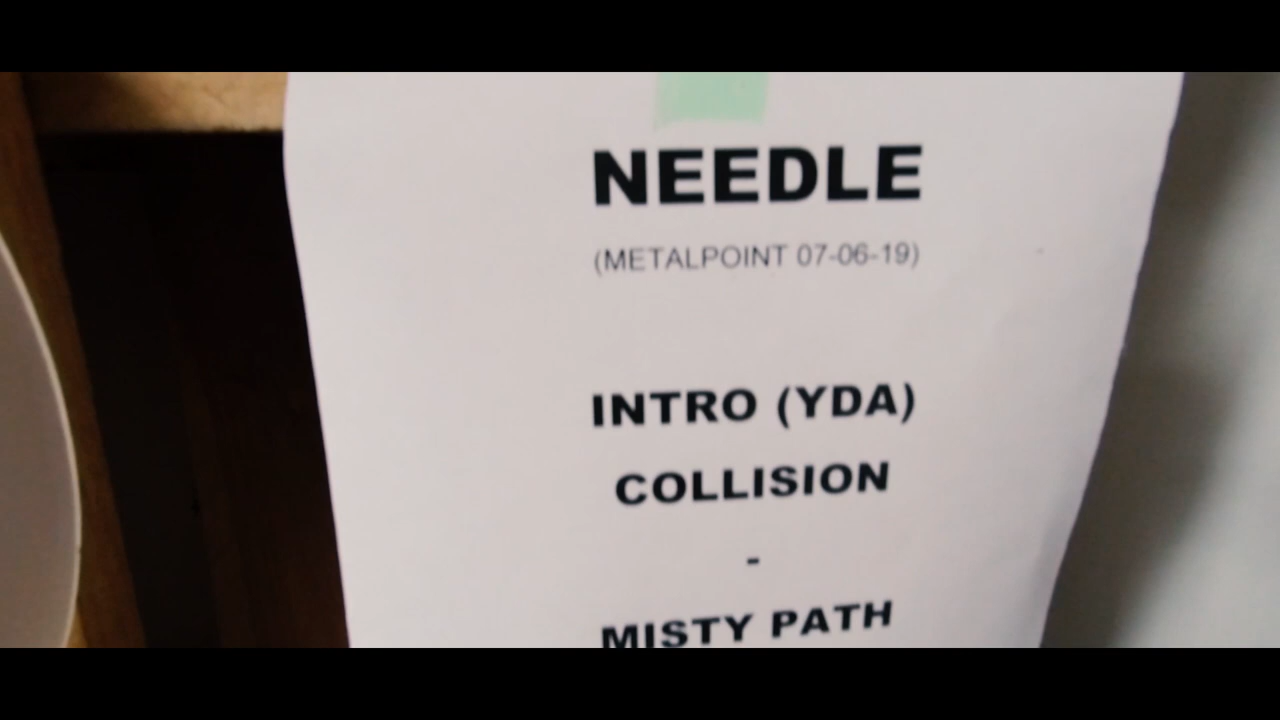 NEEDLE
(METALPOINT 07-06-19)
INTRO (YDA)
COLLISION
-
MISTY PATH